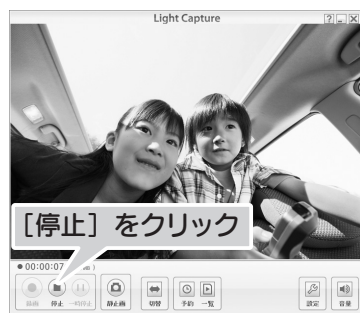 Light Capture
[停止]をクリック
00:00:07
録画 停止 一時停止 静止画 切替 予約 一覧 設定 音量